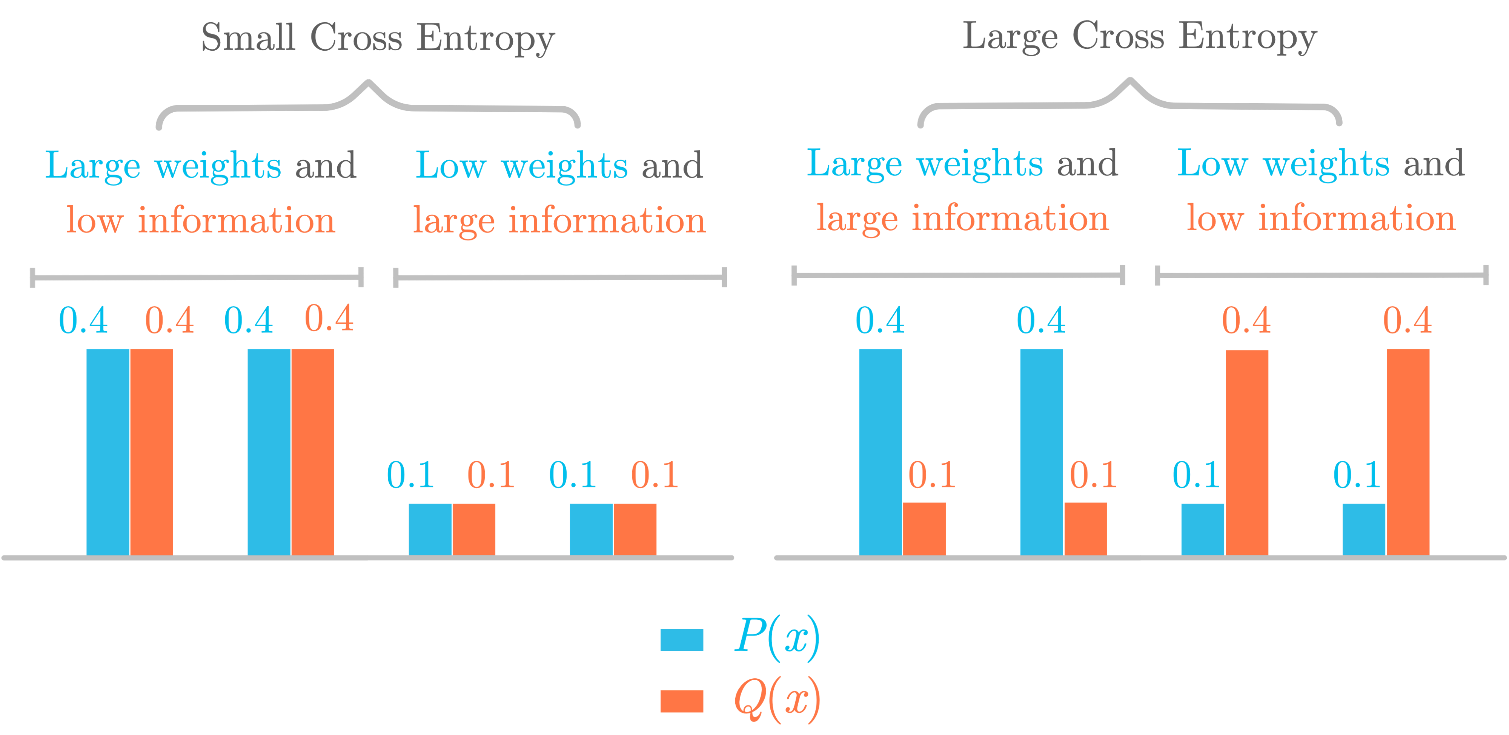 Small Cross Entropy
Large weights and
low information
Low weights and
large information
0.4 0.4 0.4 0.4
0.1 0.1 0.1 0.1
Large Cross Entropy
Large weights and
large information
Low weights and
low information
0.4 0.4 0.4 0.4
0.1 0.1 0.1 0.1
P(x)
Q(x)